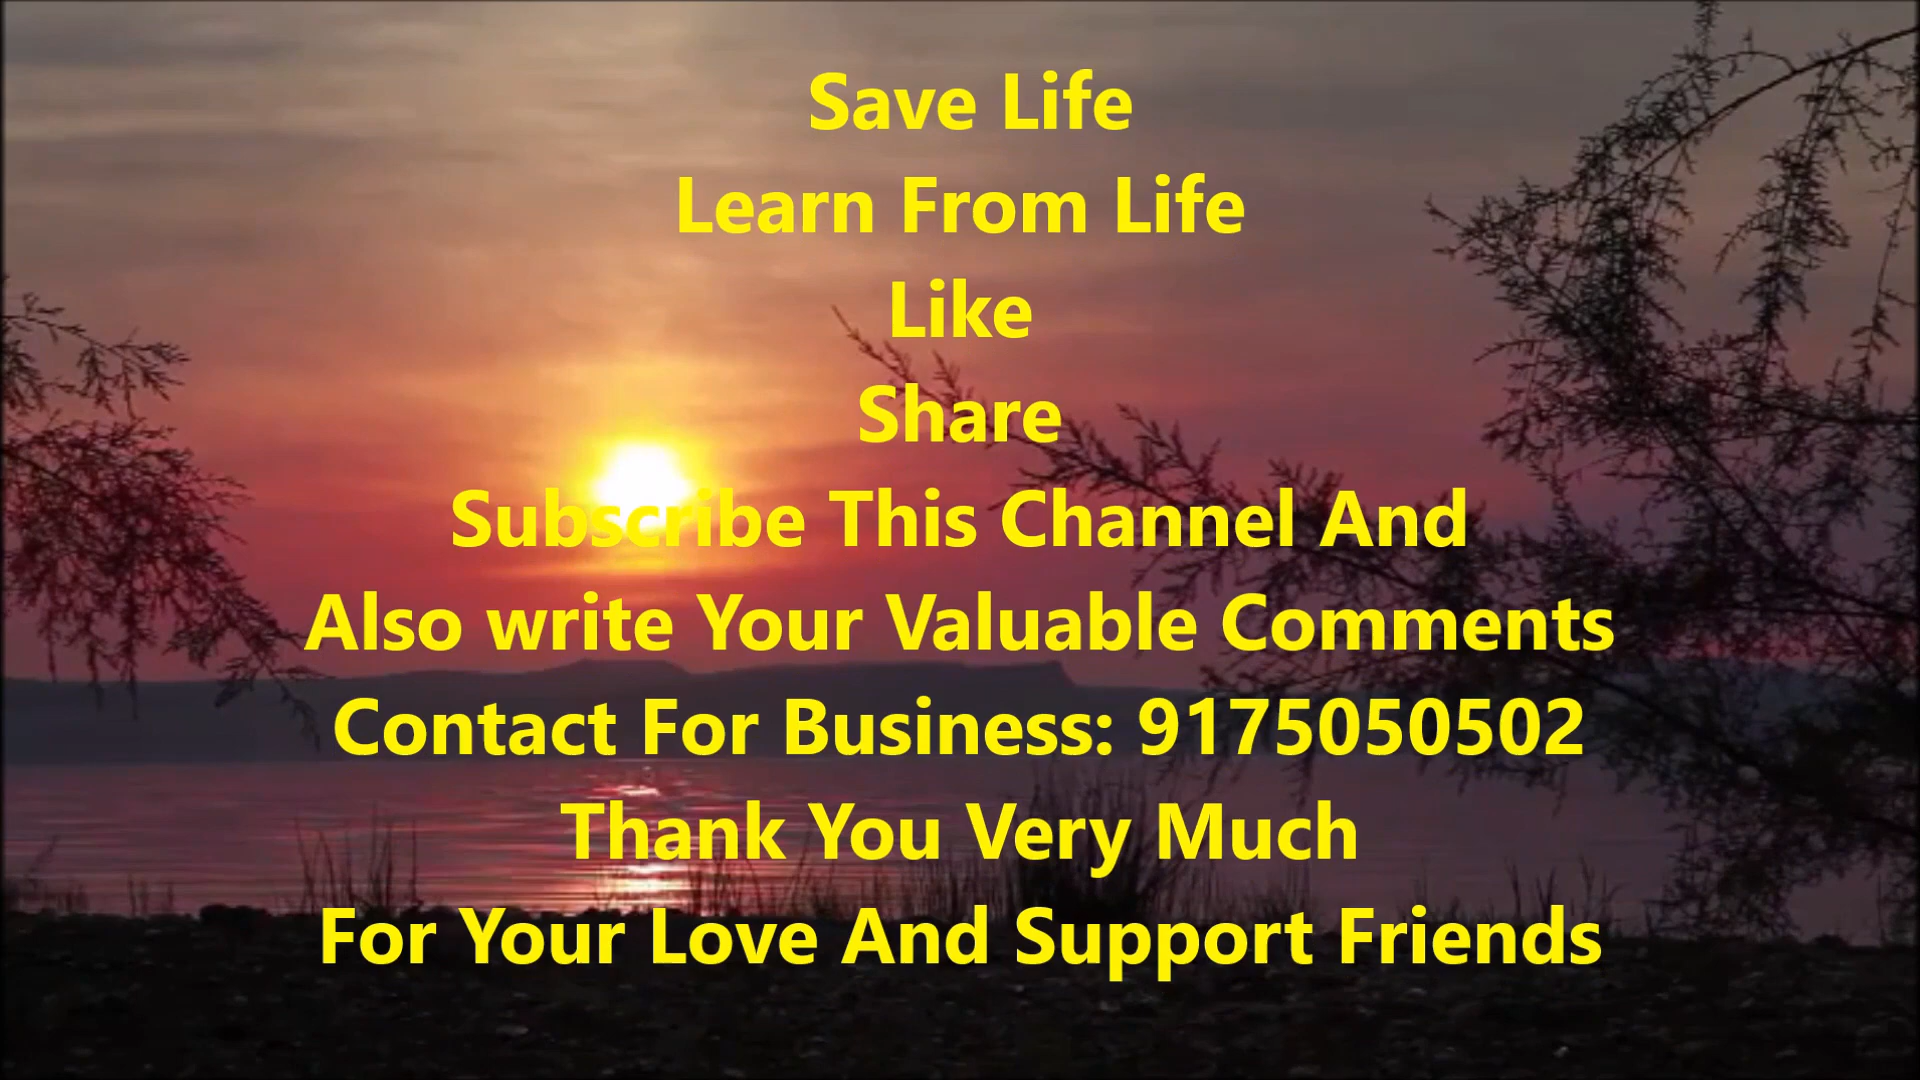 Save Life
Learn From Life
Like
Share
Subscribe This Channel And
Also write Your Valuable Comments
Contact For Business: 9175050502
Thank You Very Much
For Your Love And Support Friends